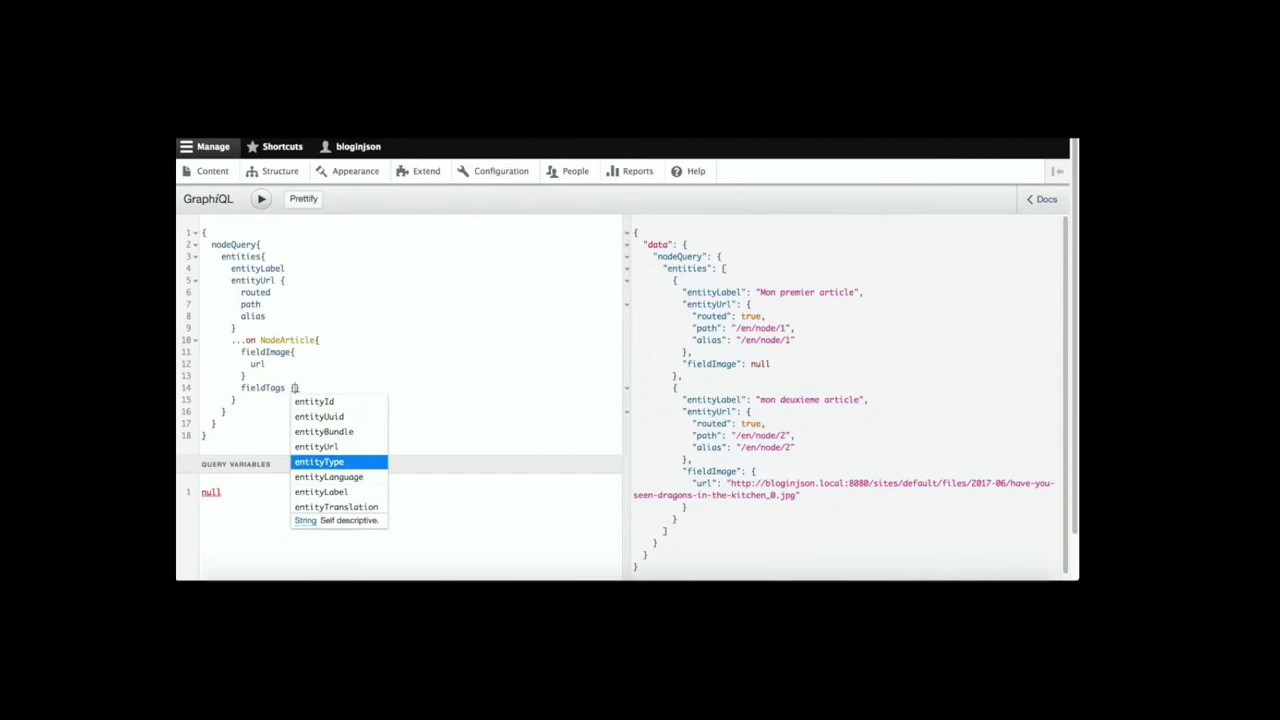 Manage Shortcuts bloginjson
Content Structure Appearance Extend Configuration People Reports Help
GraphiQL Prettify Docs
1 {
2 nodeQuery{
3 entities{
4 entityLabel
5 entityUrl {
6 routed
7 path
8 alias
9 }
10 ...on NodeArticle{
11 fieldImage{
12 url
13 }
14 fieldTags {}
15 }
16 }
17 }
18 }
entityId
entityUuid
entityBundle
entityUrl
entityType
entityLanguage
entityLabel
entityTranslation
String Self descriptive.
QUERY VARIABLES
1 null
{
"data": {
"nodeQuery": {
"entities": [
{
"entityLabel": "Mon premier article",
"entityUrl": {
"routed": true,
"path": "/en/node/1",
"alias": "/en/node/1"
},
"fieldImage": null
},
{
"entityLabel": "mon deuxieme article",
"entityUrl": {
"routed": true,
"path": "/en/node/2",
"alias": "/en/node/2"
},
"fieldImage": {
"url": "http://bloginjson.local:8080/sites/default/files/2017-06/have-you-
seen-dragons-in-the-kitchen_0.jpg"
}
}
]
}
}
}